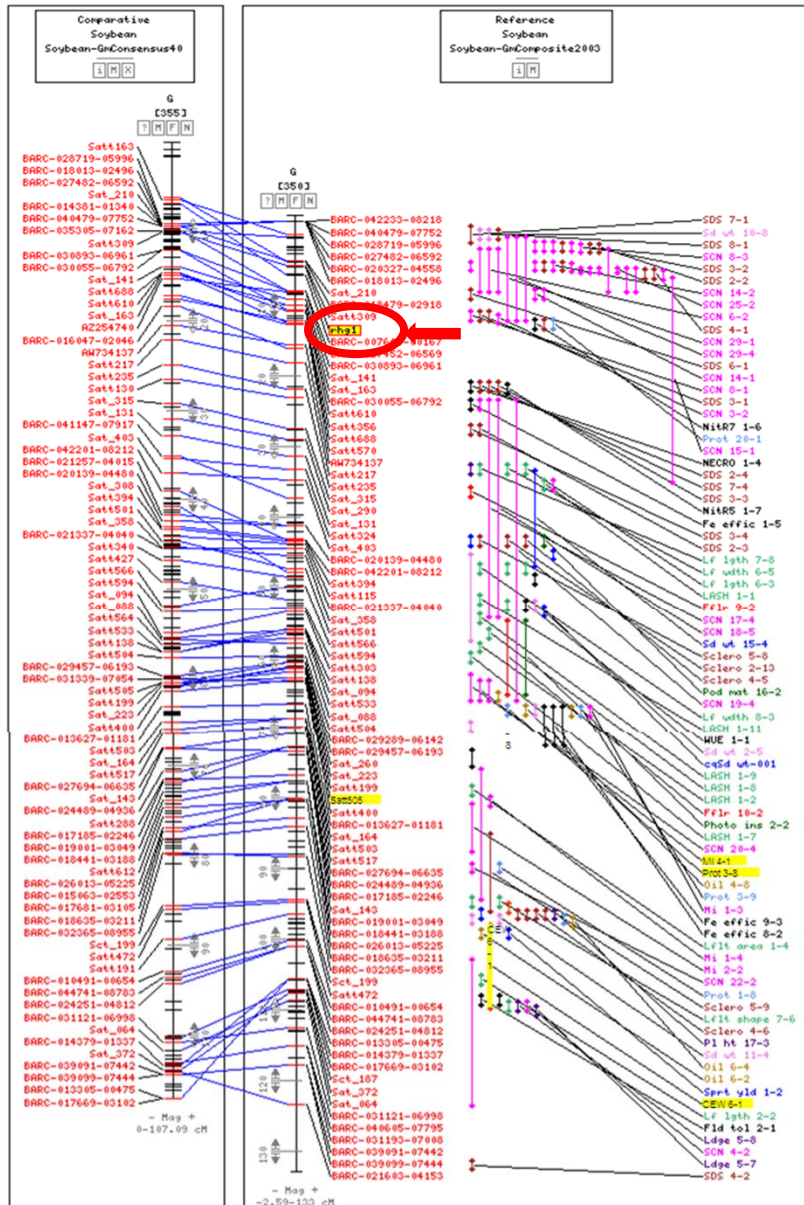 Comparative
Soybean
Soybean-GmConsensus40
i M X
Reference
Soybean
Soybean-GmComposite2003
i M
G
[355]
? M F N
Satt163
BARC-028719-05996
BARC-018013-02496
BARC-027482-06592
Sat_210
BARC-014381-01340
BARC-040479-07752
BARC-035305-07162
Satt309
BARC-030893-06961
BARC-030055-06792
Sat_141
Satt688
Satt610
Sat_163
AZ254740
BARC-016047-02046
AW734137
Satt217
Satt235
Satt130
Sat_315
Sat_131
BARC-041147-07917
Sat_403
BARC-042201-08212
BARC-021257-04015
BARC-020139-04480
Sat_308
Satt394
Satt501
Sat_358
BARC-021337-04040
Satt340
Satt427
Satt566
Satt594
Sat_094
Sat_088
Satt564
Satt533
Satt138
Satt504
BARC-029457-06193
BARC-031339-07054
Satt505
Satt199
Sat_223
Satt400
BARC-013627-01181
Satt503
Sat_164
Satt517
BARC-027694-06635
Sat_143
BARC-024489-04936
Satt288
BARC-017185-02246
BARC-019001-03049
BARC-018441-03188
Satt612
BARC-026013-05225
BARC-015063-02553
BARC-017681-03105
BARC-018635-03211
BARC-032365-08955
Sct_199
Satt472
Satt191
BARC-010491-00654
BARC-044741-08783
BARC-024251-04812
BARC-031121-06998
Sat_064
BARC-014379-01337
Sat_372
BARC-039091-07442
BARC-039099-07444
BARC-013305-00475
BARC-017669-03102
- Mag +
0-107.09 cM
G
[350]
? M F N
BARC-042233-08218
BARC-040479-07752
BARC-028719-05996
BARC-027482-06592
BARC-020327-04558
BARC-018013-02496
Sat_210
Satt309
rhg1
BARC-030893-06961
Sat_141
Sat_163
BARC-030055-06792
Satt610
Satt356
Satt688
Satt570
AW734137
Satt217
Satt235
Sat_315
Sat_290
Sat_131
Satt324
Sat_403
BARC-020139-04480
BARC-042201-08212
Satt394
Satt115
BARC-021337-04040
Sat_358
Satt501
Satt566
Satt594
Satt303
Satt138
Sat_094
Satt533
Sat_088
Satt504
BARC-029289-06142
BARC-029457-06193
Sat_260
Sat_223
Satt199
Satt505
Satt400
BARC-013627-01181
Sat_164
Satt503
Satt517
BARC-027694-06635
BARC-024489-04936
BARC-017185-02246
Sat_143
BARC-019001-03049
BARC-018441-03188
BARC-026013-05225
BARC-018635-03211
BARC-032365-08955
Sct_199
Satt472
BARC-010491-00654
BARC-044741-08783
BARC-024251-04812
BARC-013305-00475
BARC-014379-01337
BARC-017669-03102
Sct_187
Sat_372
Sat_064
BARC-031121-06998
BARC-040605-07795
BARC-031193-07008
BARC-039091-07442
BARC-039099-07444
BARC-021603-04153
- Mag +
-2.59-133 cM
SDS 7-1
Sd wt 10-8
SDS 8-1
SCN 8-3
SDS 3-2
SDS 2-2
SCN 14-2
SCN 25-2
SCN 6-2
SDS 4-1
SCN 29-1
SCN 29-4
SDS 6-1
SCN 14-1
SCN 8-1
SDS 3-1
SCN 3-2
NitR7 1-6
Prot 20-1
SCN 15-1
NECRO 1-4
SDS 2-4
SDS 7-4
SDS 3-3
NitR5 1-7
Fe effic 1-5
SDS 3-4
SDS 2-3
Lf lgth 7-8
Lf wdth 6-5
Lf lgth 6-3
LASH 1-1
Fflr 9-2
SCN 17-4
SCN 18-5
Sd wt 15-4
Sclero 5-8
Sclero 2-13
Sclero 4-5
Pod mat 16-2
SCN 19-4
Lf wdth 8-3
LASH 1-11
WUE 1-1
Sd wt 2-5
cqSd wt-001
LASH 1-9
LASH 1-8
LASH 1-2
Fflr 10-2
Photo ins 2-2
LASH 1-7
SCN 20-4
MI 4-1
Prot 3-8
Oil 4-8
Prot 3-9
Mi 1-3
Fe effic 9-3
Fe effic 8-2
Lflt area 1-4
Mi 1-4
Mi 2-2
SCN 22-2
Prot 1-8
Sclero 5-9
Lflt shape 7-6
Sclero 4-6
Pl ht 17-3
Sd wt 11-4
Oil 6-4
Oil 6-2
Sprt yld 1-2
CEW 6-1
Lf lgth 2-2
Fld tol 2-1
Ldge 5-8
SCN 4-2
Ldge 5-7
SDS 4-2